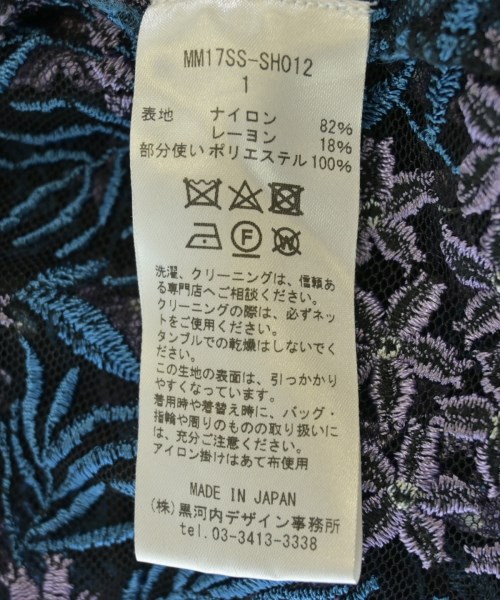 MM17SS-SH012
1
表地 ナイロン 82%
レーヨン 18%
部分使い ポリエステル 100%
F
W
洗濯、クリーニングは、信頼あ
る専門店へご相談ください。
クリーニングの際は、必ずネッ
トをご使用ください。
タンブルでの乾燥はしないでく
ださい。
この生地の表面は、引っかかり
やすくなっています。
着用時や着替え時に、バッグ・
指輪や周りのものの取り扱いに
は、充分ご注意ください。
アイロン掛けはあて布使用
MADE IN JAPAN
(株)黒河内デザイン事務所
tel.03-3413-3338